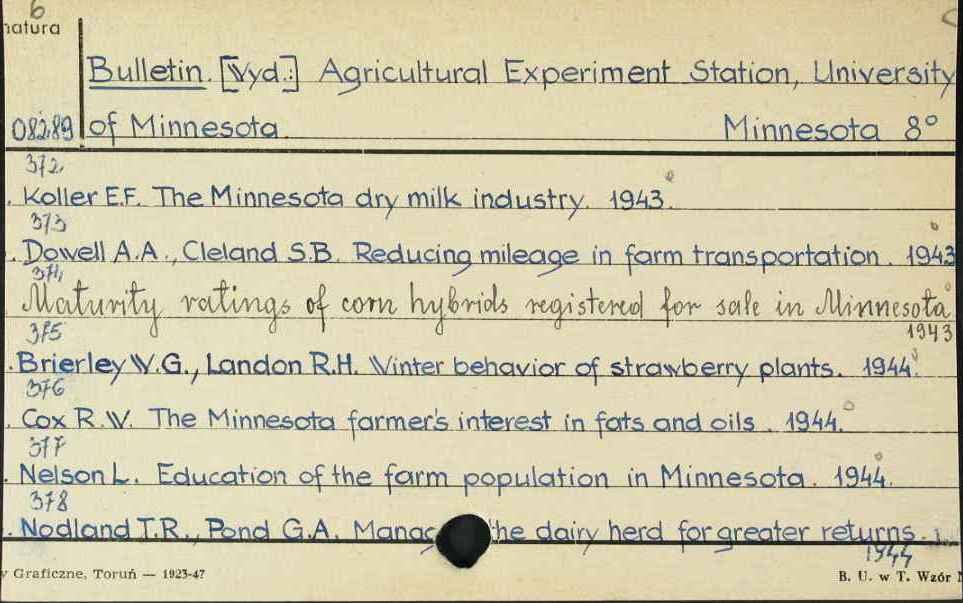 6
natura
Bulletin. [Wyd.:] Agricultural Experiment Station, University
08289 of Minnesota Minnesota 8°
372
. Koller E.F. The Minnesota dry milk industry. 1943.
373
. Dowell A.A., Cleland S.B. Reducing mileage in farm transportation. 1943
374
Maturity ratings of corn hybrids registered for sale in Minnesota
375 1943
. Brierley W.G., Landon R.H. Winter behavior of strawberry plants. 1944.
376
. Cox R.W. The Minnesota farmer's interest in fats and oils. 1944.
377
. Nelson L. Education of the farm population in Minnesota. 1944.
378
. Nodland T.R., Pond G.A. Manag he dairy herd for greater returns.
1944
Graficzne, Toruń — 1923-47 B. U. w T. Wzór